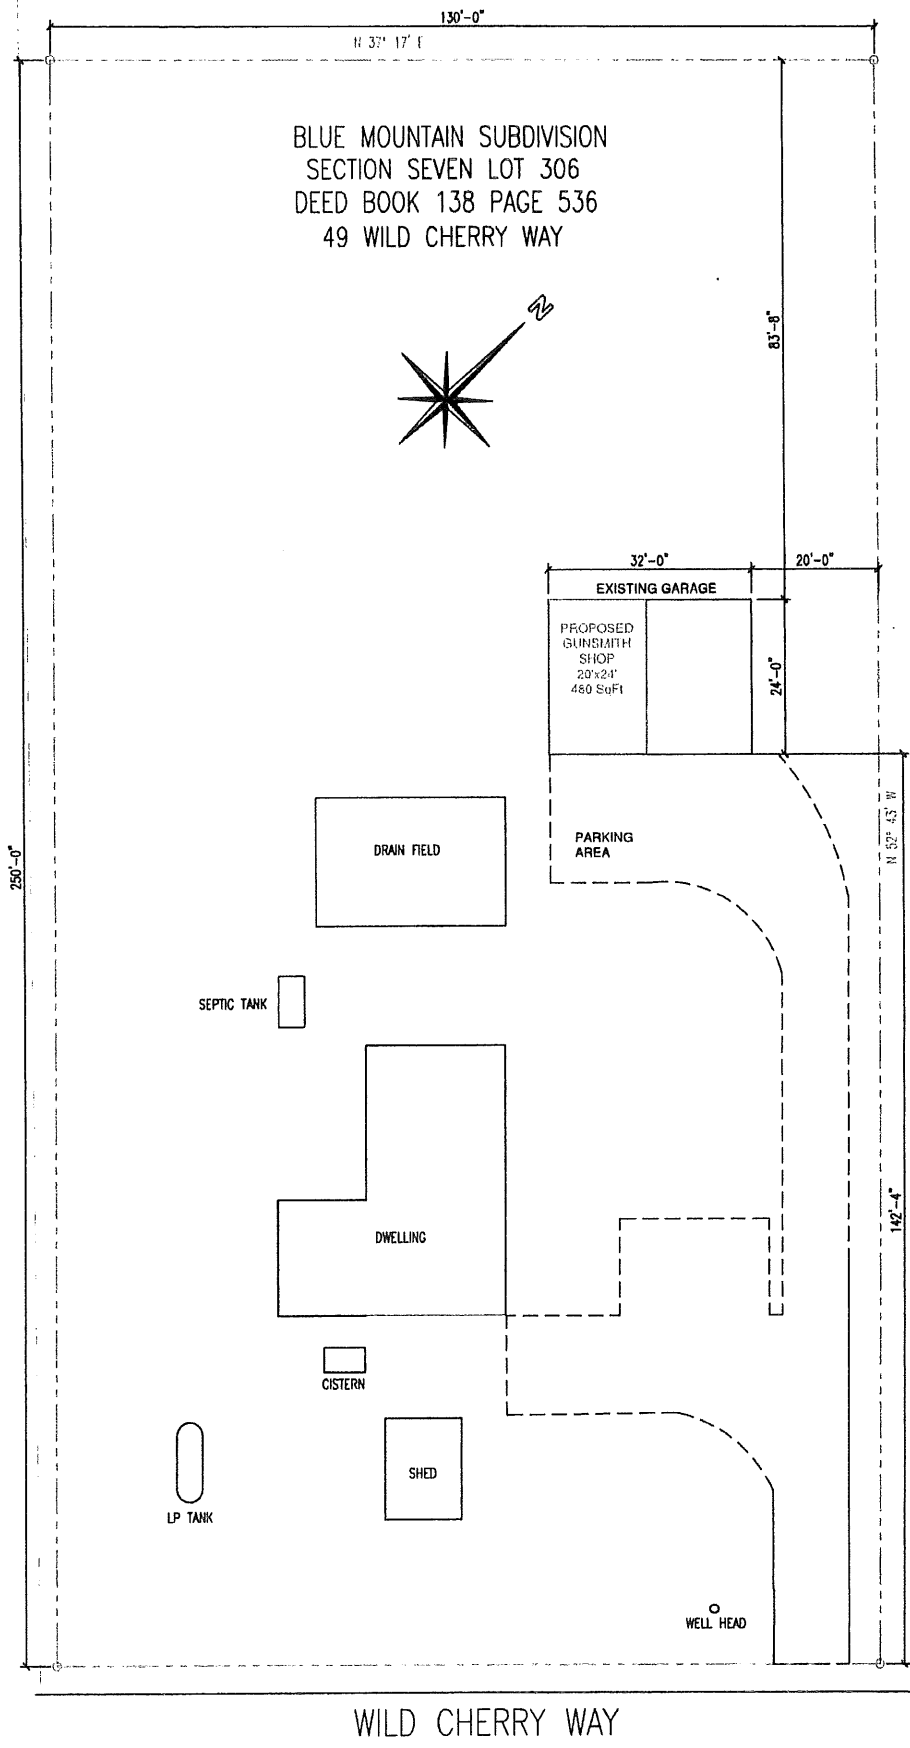 130'-0"
N 37° 17' E
BLUE MOUNTAIN SUBDIVISION
SECTION SEVEN LOT 306
DEED BOOK 138 PAGE 536
49 WILD CHERRY WAY
N
83'-8"
32'-0"
20'-0"
EXISTING GARAGE
PROPOSED
GUNSMITH
SHOP
20'x24'
480 SqFt
24'-0"
N 52° 43' W
PARKING
AREA
DRAIN FIELD
250'-0"
SEPTIC TANK
142'-4"
DWELLING
CISTERN
SHED
LP TANK
WELL HEAD
WILD CHERRY WAY